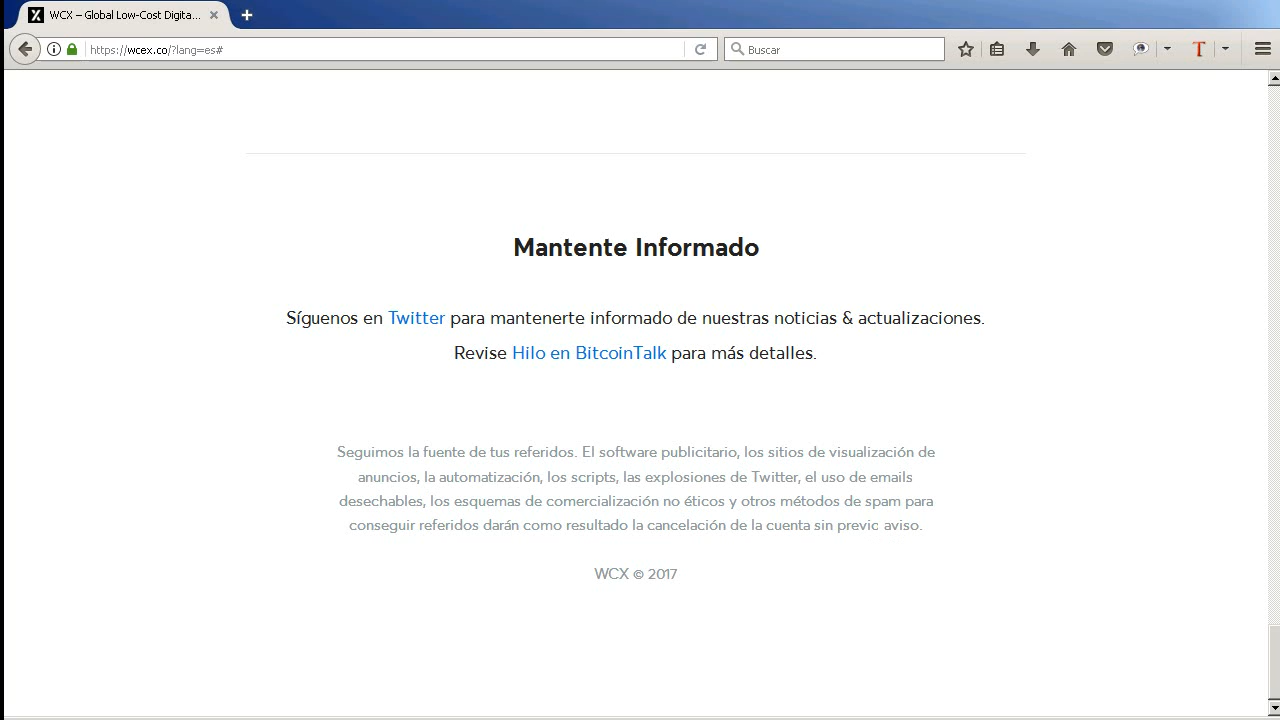 WCX – Global Low-Cost Digita...
https://wcex.co/?lang=es#
Buscar
Mantente Informado
Síguenos en Twitter para mantenerte informado de nuestras noticias & actualizaciones.
Revise Hilo en BitcoinTalk para más detalles.
Seguimos la fuente de tus referidos. El software publicitario, los sitios de visualización de
anuncios, la automatización, los scripts, las explosiones de Twitter, el uso de emails
desechables, los esquemas de comercialización no éticos y otros métodos de spam para
conseguir referidos darán como resultado la cancelación de la cuenta sin previo aviso.
WCX © 2017